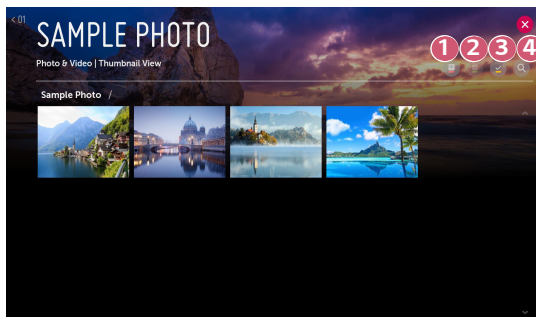 < 01
SAMPLE PHOTO
Photo & Video | Thumbnail View
1 2 3 4
Sample Photo /